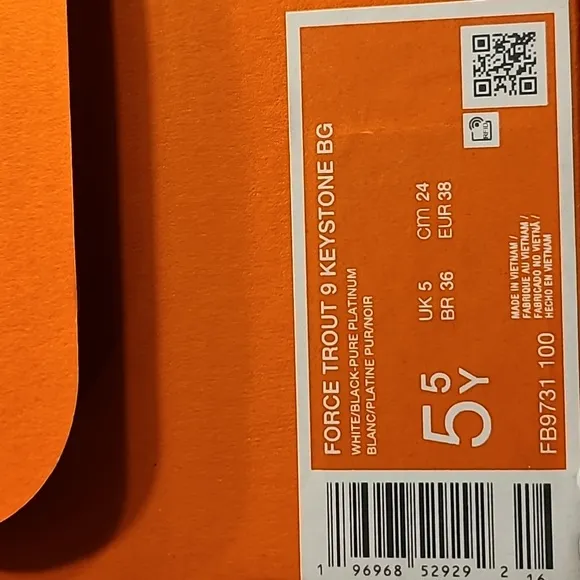 FORCE TROUT 9 KEYSTONE BG
WHITE/BLACK-PURE PLATINUM
BLANC/PLATINE PUR/NOIR
5 5Y
UK 5 cm 24
BR 36 EUR 38
MADE IN VIETNAM /
FABRIQUE AU VIETNAM /
FABRICADO NO VIETNÃ /
HECHO EN VIETNAM
FB9731 100
RFID
1 96968 52929 2